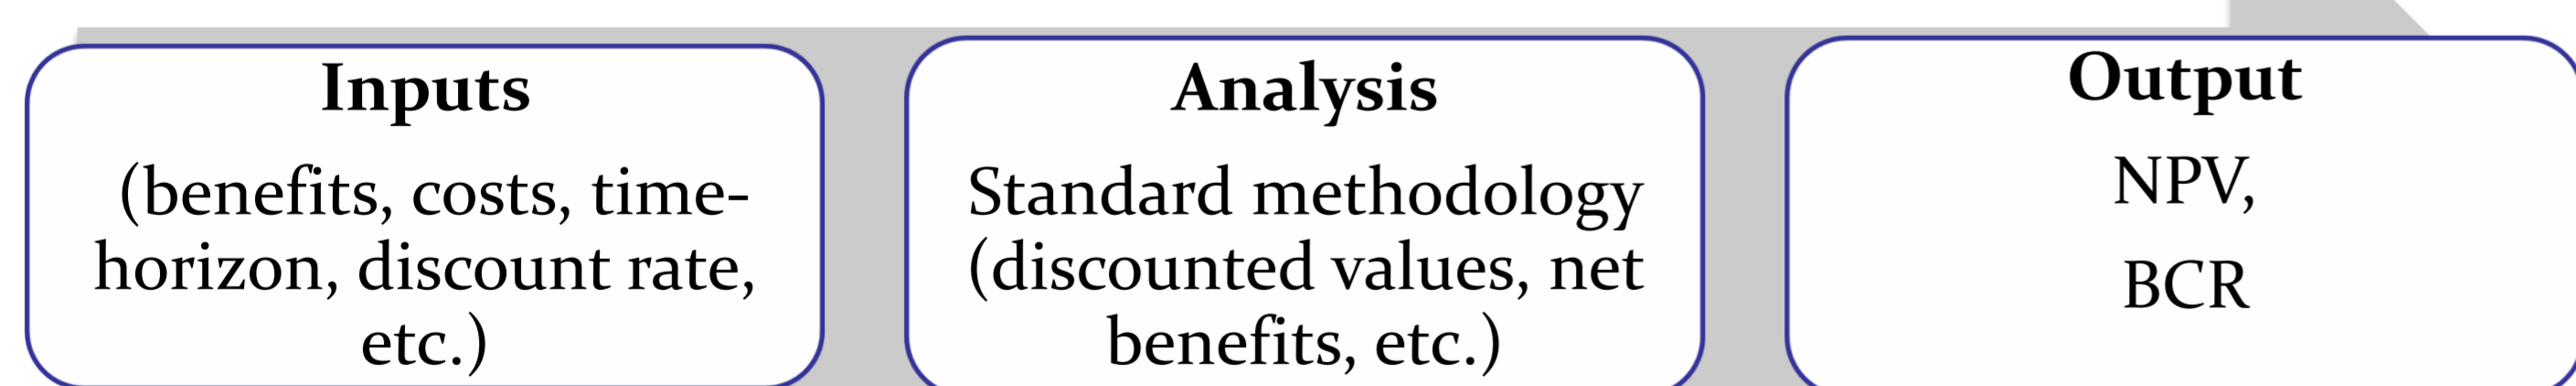 Inputs
(benefits, costs, time-
horizon, discount rate,
etc.)
Analysis
Standard methodology
(discounted values, net
benefits, etc.)
Output
NPV,
BCR